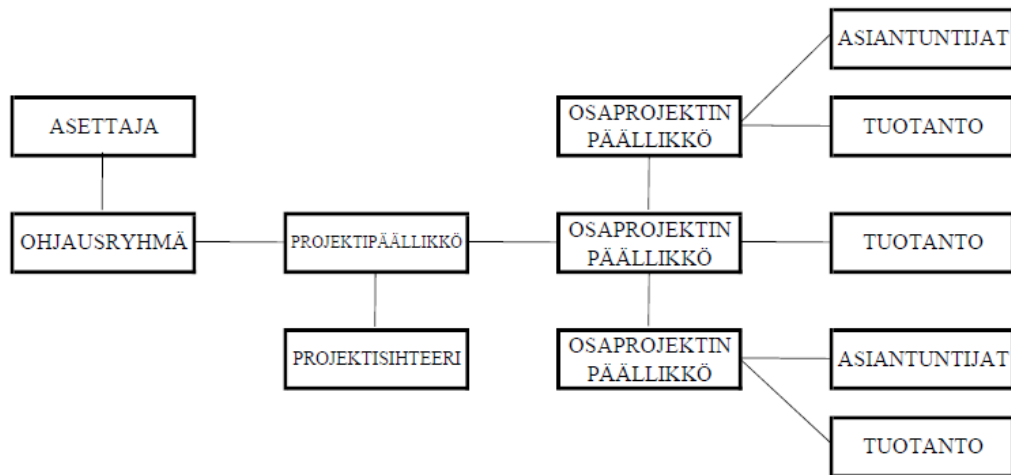 ASETTAJA
OHJAUSRYHMÄ
PROJEKTIPÄÄLLIKKÖ
PROJEKTISIHTEERI
OSAPROJEKTIN
PÄÄLLIKKÖ
OSAPROJEKTIN
PÄÄLLIKKÖ
OSAPROJEKTIN
PÄÄLLIKKÖ
ASIANTUNTIJAT
TUOTANTO
TUOTANTO
ASIANTUNTIJAT
TUOTANTO